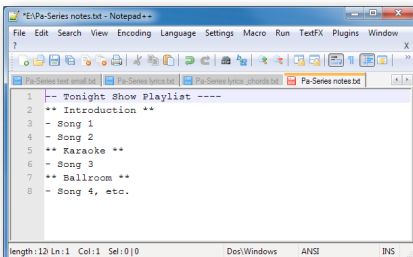 *E:\Pa-Series notes.txt - Notepad++
File Edit Search View Encoding Language Settings Macro Run TextFX Plugins Window
? X
Pa-Series text small.txt Pa-Series lyrics.txt Pa-Series lyrics_chords.txt Pa-Series notes.txt
1 -- Tonight Show Playlist ----
2 ** Introduction **
3 - Song 1
4 - Song 2
5 ** Karaoke **
6 - Song 3
7 ** Ballroom **
8 - Song 4, etc.
length : 12 Ln : 1 Col : 1 Sel : 0 | 0 Dos\Windows ANSI INS